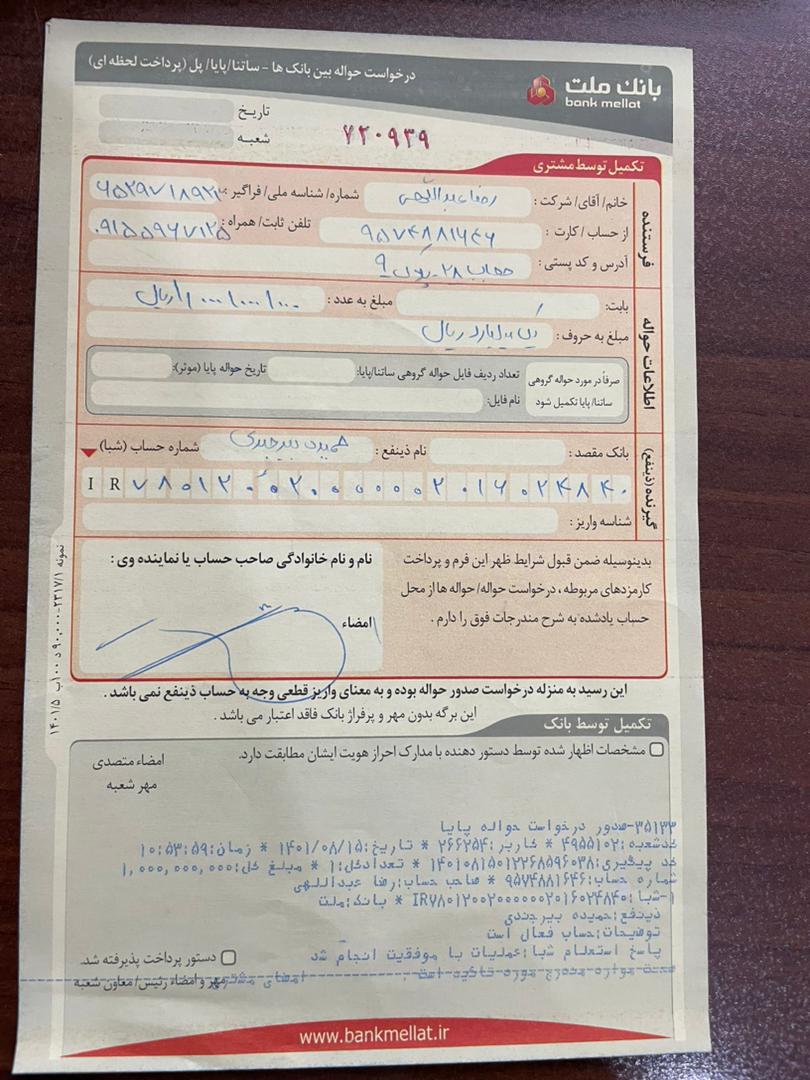 بانک ملت
bank mellat
درخواست حواله بین بانک ها - ساتنا/پایا/ پل (پرداخت لحظه ای)
تاریخ
شعبه
۷۲۰۹۳۹
تکمیل توسط مشتری
فرستنده
خانم/ آقای/ شرکت : رضا عبداللهی شماره/ شناسه ملی/ فراگیر :
از حساب/ کارت : ۹۵۷۴۸۸۱۶۴۶ تلفن ثابت/ همراه : ۰۹۱۵۵۹۶۷۱۲۵
آدرس و کد پستی :
اطلاعات حواله
بابت: مبلغ به عدد : ۱٫۰۰۰٫۰۰۰٫۰۰۰ ریال
مبلغ به حروف : یک میلیارد ریال
صرفاً در مورد حواله گروهی ساتنا/پایا تکمیل شود
تعداد ردیف فایل حواله گروهی ساتنا/پایا: تاریخ حواله پایا (موثر):
نام فایل:
گیرنده (ذینفع)
بانک مقصد : نام ذینفع : حمیده بیرجندی شماره حساب (شبا)
IR ۷۸۰۱۲۰۰۲۰۰۰۰۰۰۲۰۱۶۰۲۴۸۴۰
شناسه واریز :
بدینوسیله ضمن قبول شرایط ظهر این فرم و پرداخت
کارمزدهای مربوطه ، درخواست حواله/ حواله ها از محل
حساب یادشده به شرح مندرجات فوق را دارم .
نام و نام خانوادگی صاحب حساب یا نماینده وی :
امضاء
این رسید به منزله درخواست صدور حواله بوده و به معنای واریز قطعی وجه به حساب ذینفع نمی باشد .
این برگه بدون مهر و پرفراژ بانک فاقد اعتبار می باشد .
نمونه ۲۳۱۷/۱-۹۰,۰۰۰ د ۱۰۰ب ۱۴۰۱/۵
تکمیل توسط بانک
مشخصات اظهار شده توسط دستور دهنده با مدارک احراز هویت ایشان مطابقت دارد.
امضاء متصدی
مهر شعبه
۳۵۱۳۳-صدور درخواست حواله پایا
کدشعبه:۴۹۵۵۱۰۲ * کاربر:۲۶۶۲۵۴ * تاریخ:۱۴۰۱/۰۸/۱۵ * زمان:۱۰:۵۳:۵۹
کد پیگیری:۱۴۰۱۰۸۱۵۰۱۲۲۶۸۵۹۶۰۳۸ * تعدادکل:۱ * مبلغ کل:۱,۰۰۰,۰۰۰,۰۰۰
شماره حساب:۹۵۷۴۸۸۱۶۴۶ * صاحب حساب:رضا عبداللهی
۱-شبا:IR۷۸۰۱۲۰۰۲۰۰۰۰۰۰۲۰۱۶۰۲۴۸۴۰ * بانک:ملت
ذینفع:حمیده بیرجندی
توضیحات:حساب فعال است
پاسخ استعلام شبا:عملیات با موفقیت انجام شد
دستور پرداخت پذیرفته شد.
مهر و امضاء رئیس/ معاون شعبه
www.bankmellat.ir